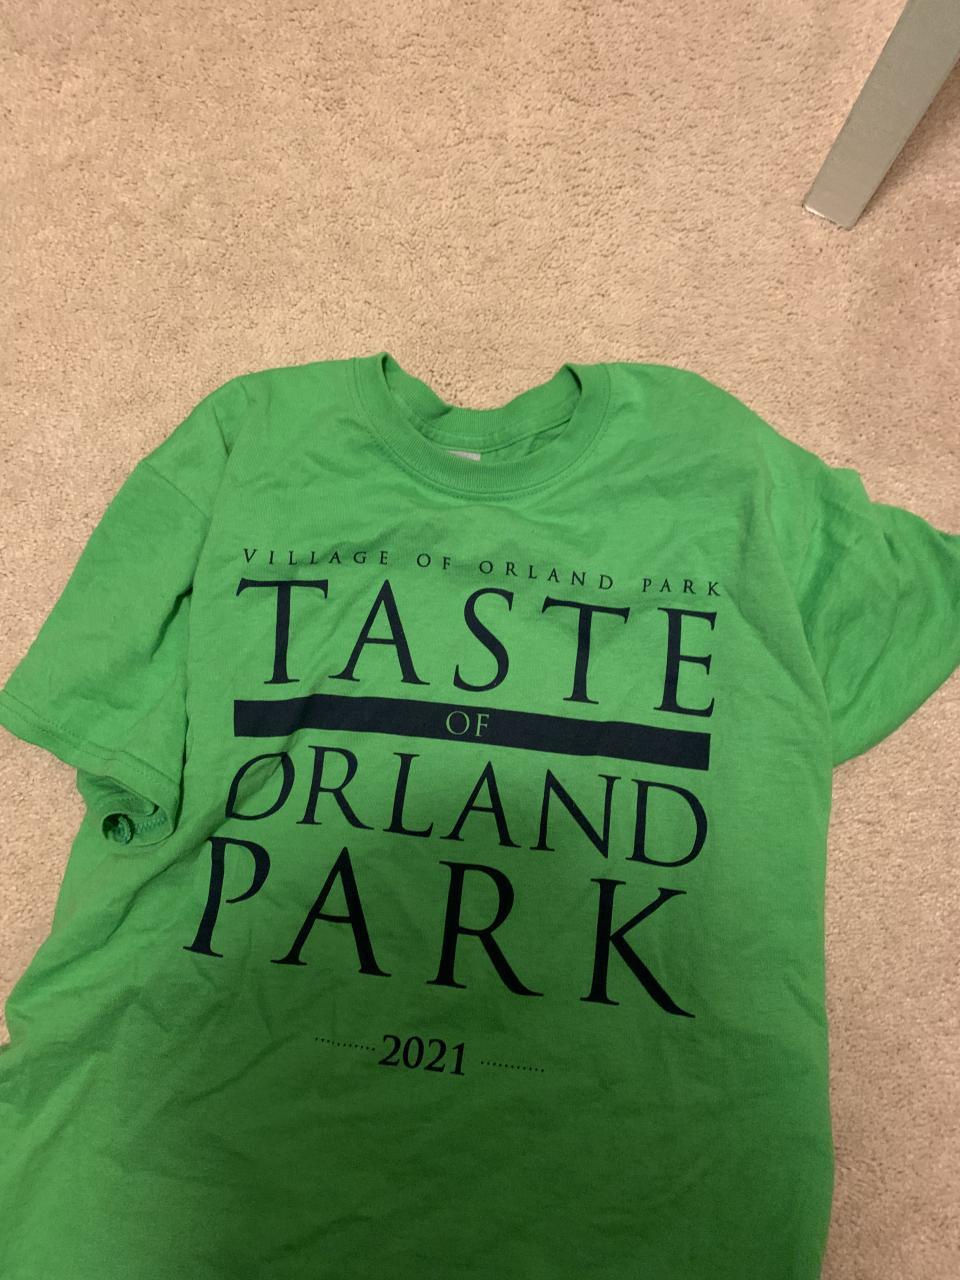 VILLAGE OF ORLAND PARK
TASTE
OF
ORLAND
PARK
...........2021...........